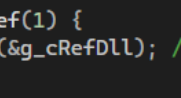 ef(1) {
(&g_cRefDll); /